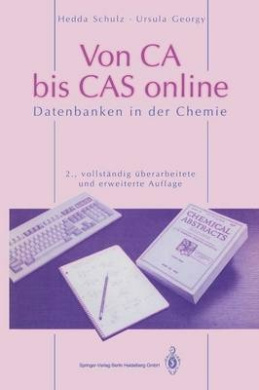 Hedda Schulz · Ursula Georgy
Von CA
bis CAS online
Datenbanken in der Chemie
2., vollständig überarbeitete
und erweiterte Auflage
CHEMICAL
ABSTRACTS
Springer-Verlag Berlin Heidelberg GmbH